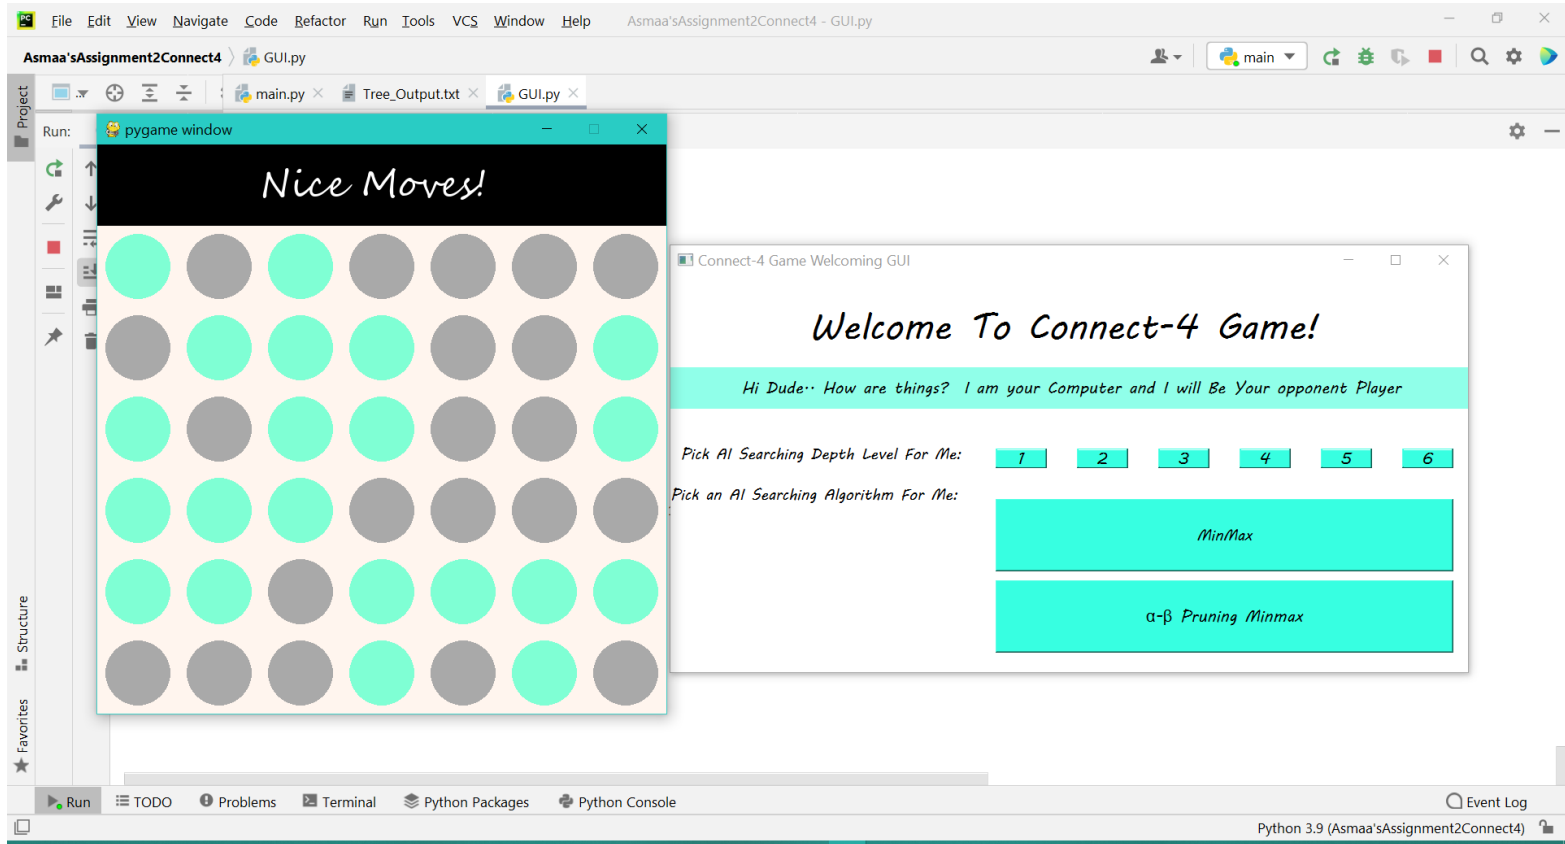 PC File Edit View Navigate Code Refactor Run Tools VCS Window Help Asmaa'sAssignment2Connect4 - GUI.py
Asmaa'sAssignment2Connect4 GUI.py main
Project main.py Tree_Output.txt GUI.py
Run:
pygame window
Nice Moves!
Connect-4 Game Welcoming GUI
Welcome To Connect-4 Game!
Hi Dude.. How are things? I am your Computer and I will Be Your opponent Player
Pick AI Searching Depth Level For Me: 1 2 3 4 5 6
Pick an AI Searching Algorithm For Me:
MinMax
α-β Pruning Minmax
Structure
Favorites
Run TODO Problems Terminal Python Packages Python Console Event Log
Python 3.9 (Asmaa'sAssignment2Connect4)